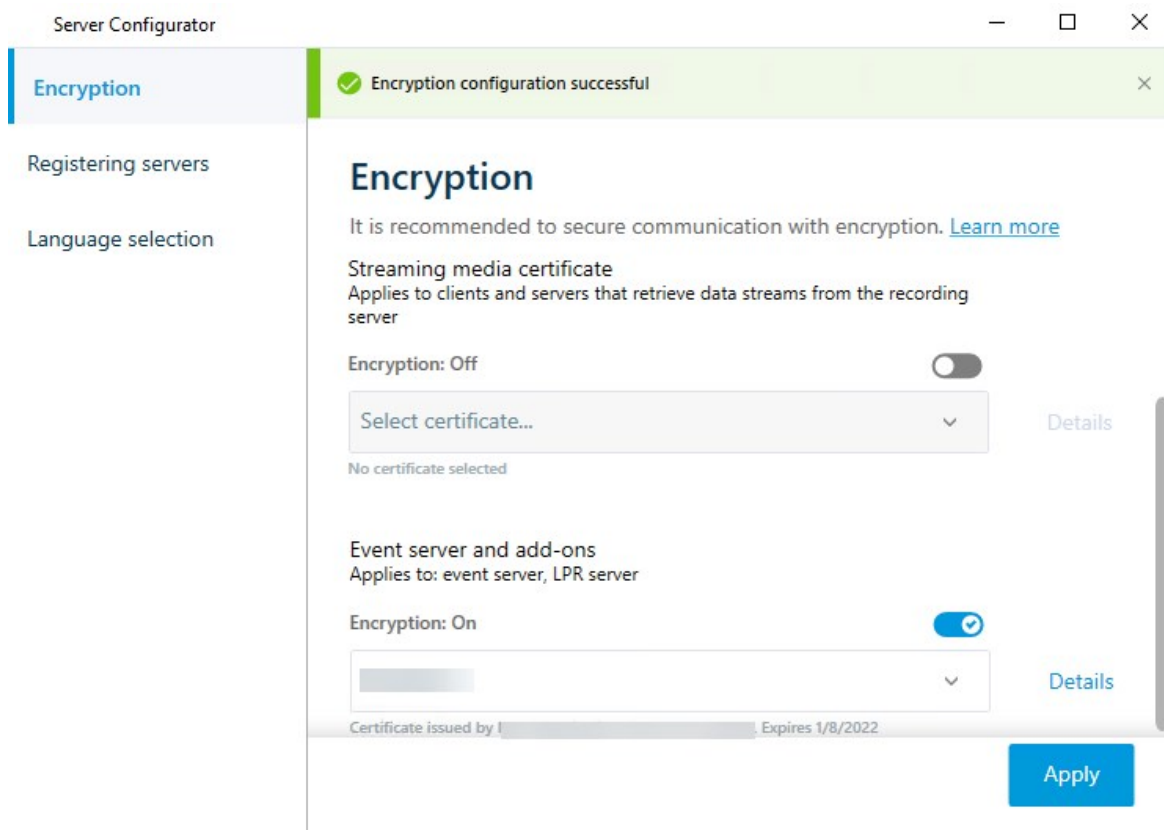 Server Configurator
Encryption
Registering servers
Language selection
Encryption configuration successful
Encryption
It is recommended to secure communication with encryption. Learn more
Streaming media certificate
Applies to clients and servers that retrieve data streams from the recording
server
Encryption: Off
Select certificate...
Details
No certificate selected
Event server and add-ons
Applies to: event server, LPR server
Encryption: On
Details
Certificate issued by
Expires 1/8/2022
Apply